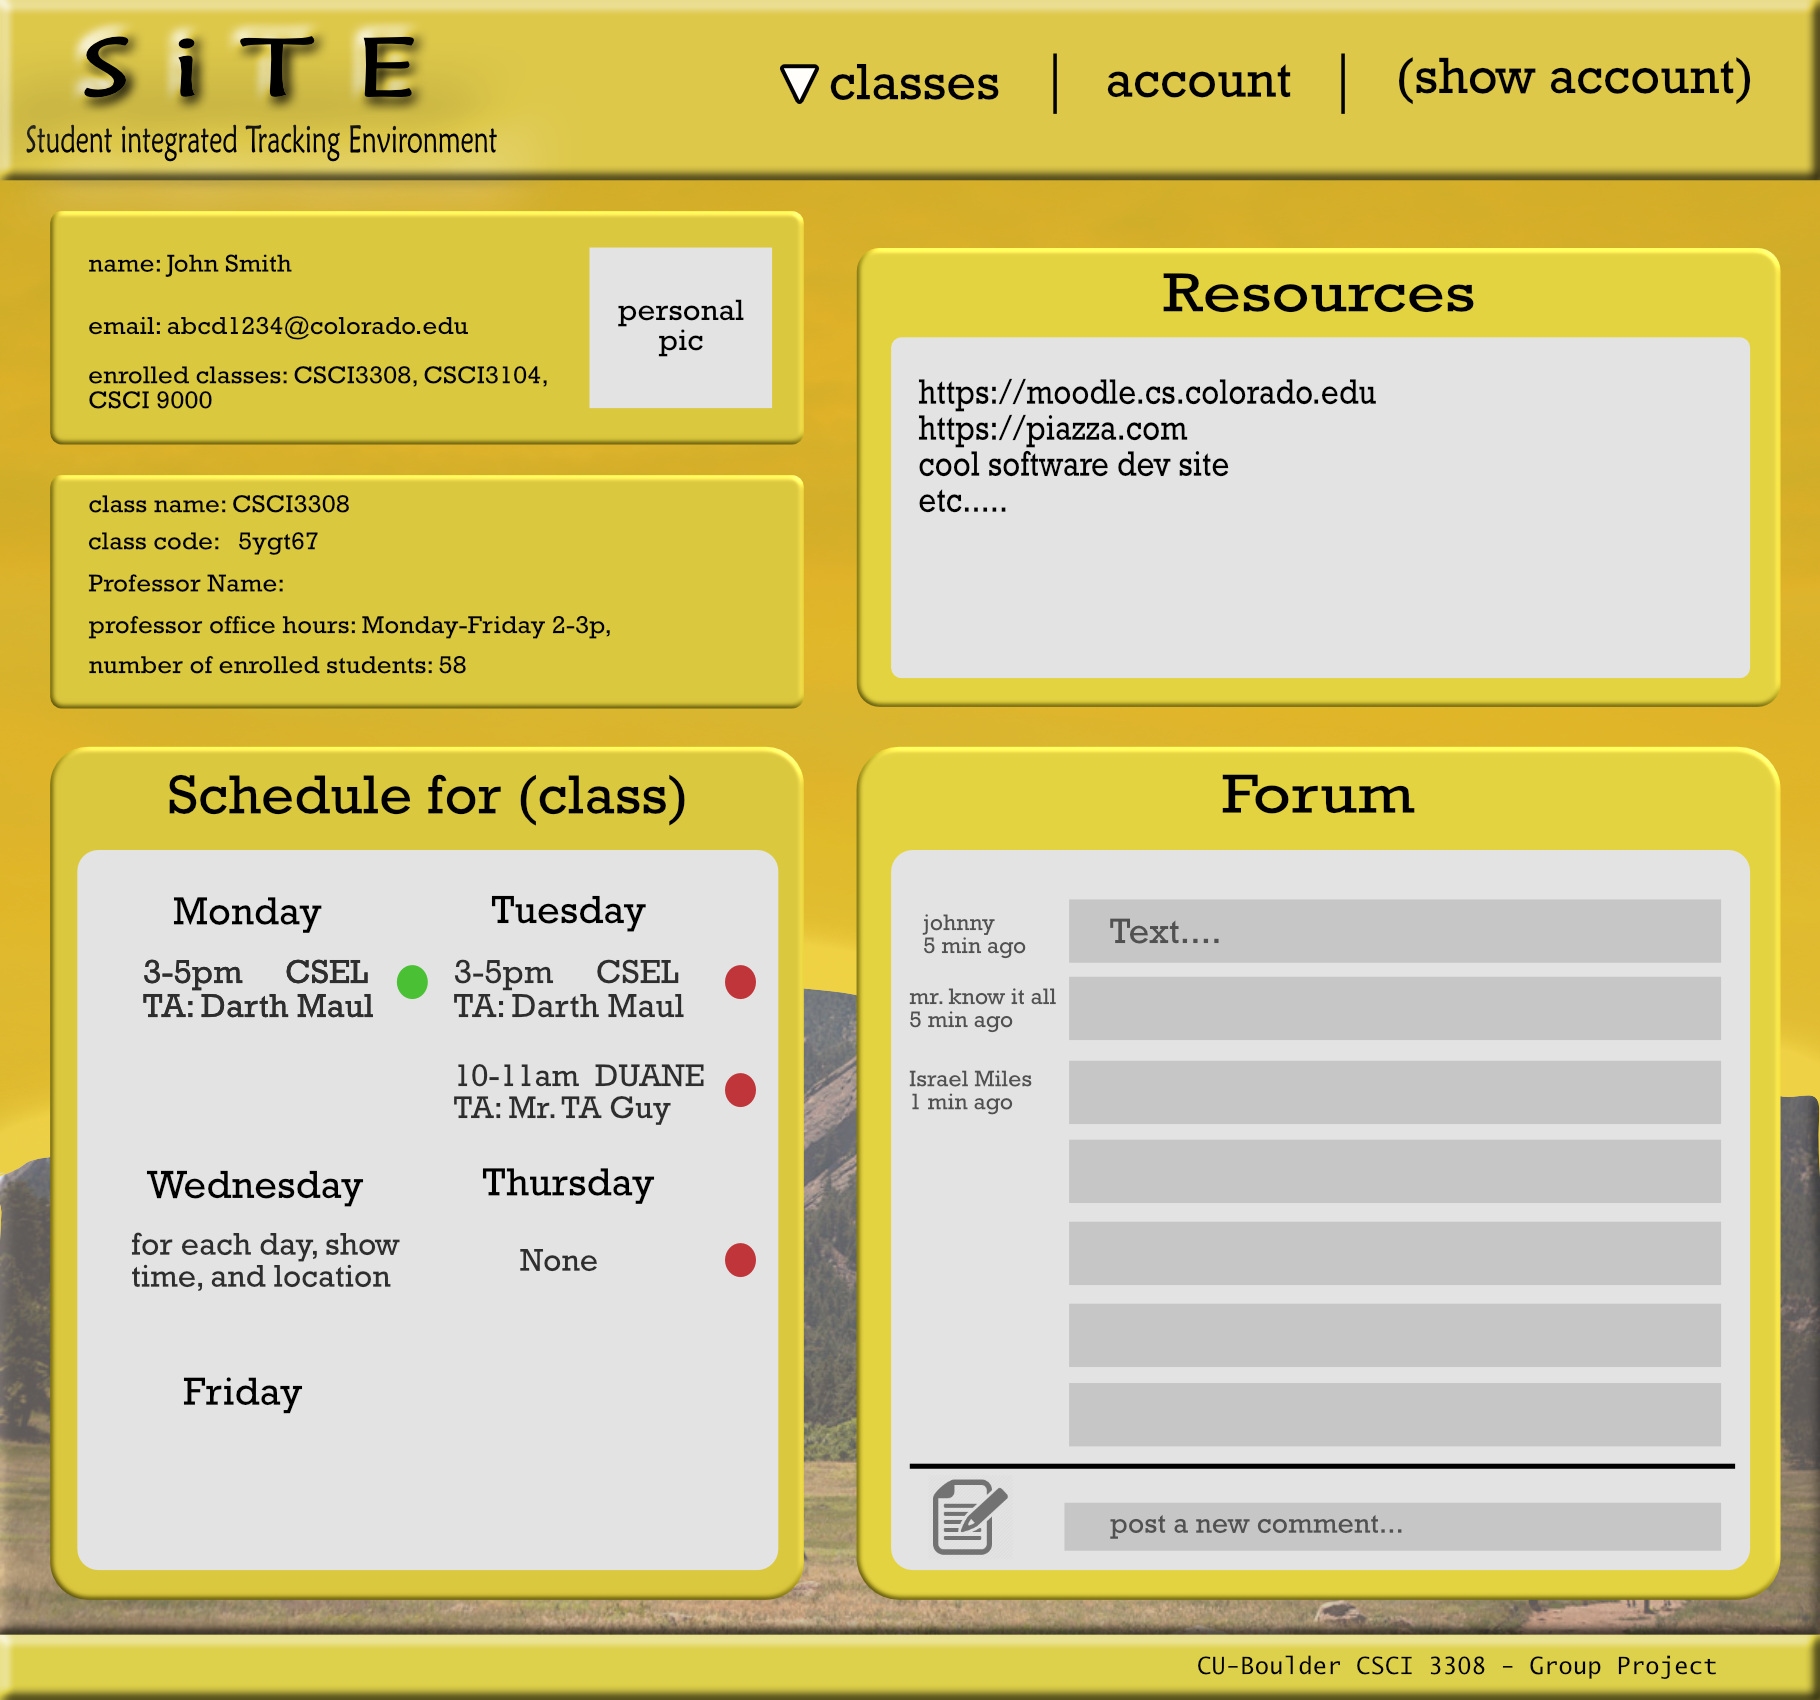 SiTE
Student integrated Tracking Environment
classes
account
(show account)
name: John Smith
email: abcd1234@colorado.edu
enrolled classes: CSCI3308, CSCI3104,
CSCI 9000
personal
pic
class name: CSCI3308
class code: 5ygt67
Professor Name:
professor office hours: Monday-Friday 2-3p,
number of enrolled students: 58
Resources
https://moodle.cs.colorado.edu
https://piazza.com
cool software dev site
etc.....
Schedule for (class)
Monday
3-5pm CSEL
TA: Darth Maul
Tuesday
3-5pm CSEL
TA: Darth Maul
10-11am DUANE
TA: Mr. TA Guy
Wednesday
for each day, show
time, and location
Thursday
None
Friday
Forum
johnny
5 min ago
Text....
mr. know it all
5 min ago
Israel Miles
1 min ago
post a new comment...
CU-Boulder CSCI 3308 - Group Project